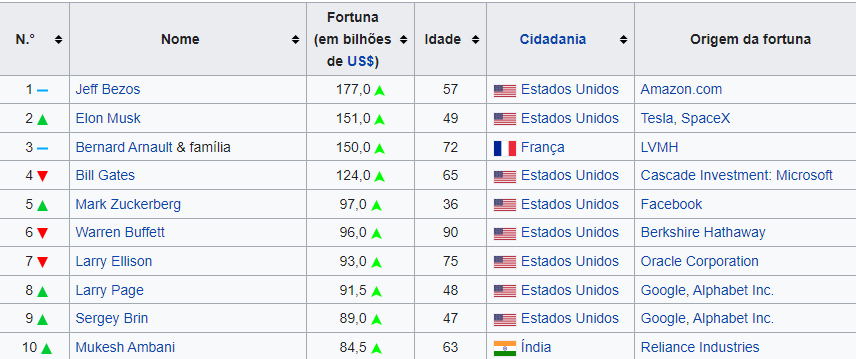 N.° Nome Fortuna (em bilhões de US$) Idade Cidadania Origem da fortuna
1 Jeff Bezos 177,0 57 Estados Unidos Amazon.com
2 Elon Musk 151,0 49 Estados Unidos Tesla, SpaceX
3 Bernard Arnault & família 150,0 72 França LVMH
4 Bill Gates 124,0 65 Estados Unidos Cascade Investment: Microsoft
5 Mark Zuckerberg 97,0 36 Estados Unidos Facebook
6 Warren Buffett 96,0 90 Estados Unidos Berkshire Hathaway
7 Larry Ellison 93,0 75 Estados Unidos Oracle Corporation
8 Larry Page 91,5 48 Estados Unidos Google, Alphabet Inc.
9 Sergey Brin 89,0 47 Estados Unidos Google, Alphabet Inc.
10 Mukesh Ambani 84,5 63 Índia Reliance Industries